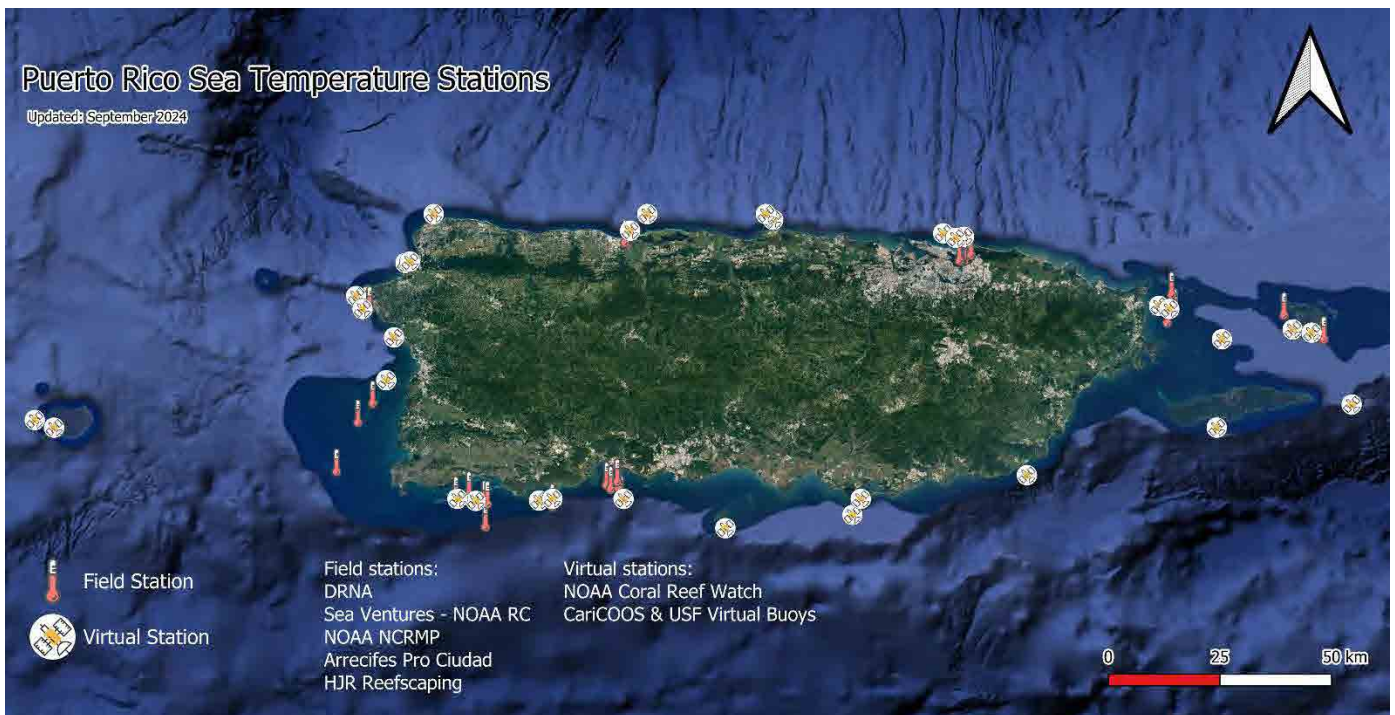 Puerto Rico Sea Temperature Stations
Updated: September 2024
Field Station
Virtual Station
Field stations:
DRNA
Sea Ventures - NOAA RC
NOAA NCRMP
Arrecifes Pro Ciudad
HJR Reefscaping
Virtual stations:
NOAA Coral Reef Watch
CariCOOS & USF Virtual Buoys
0 25 50 km